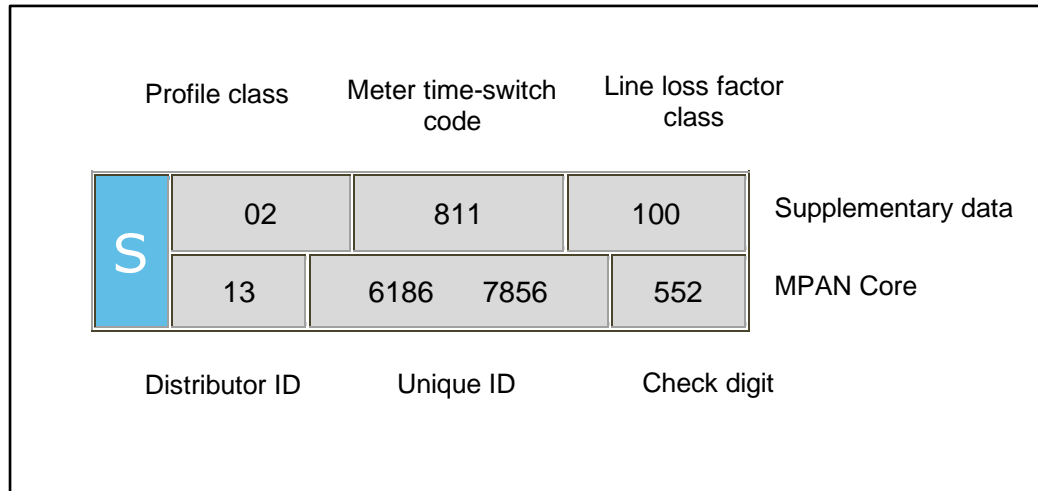 Profile class Meter time-switch code Line loss factor class
S
02 811 100 Supplementary data
13 6186 7856 552 MPAN Core
Distributor ID Unique ID Check digit